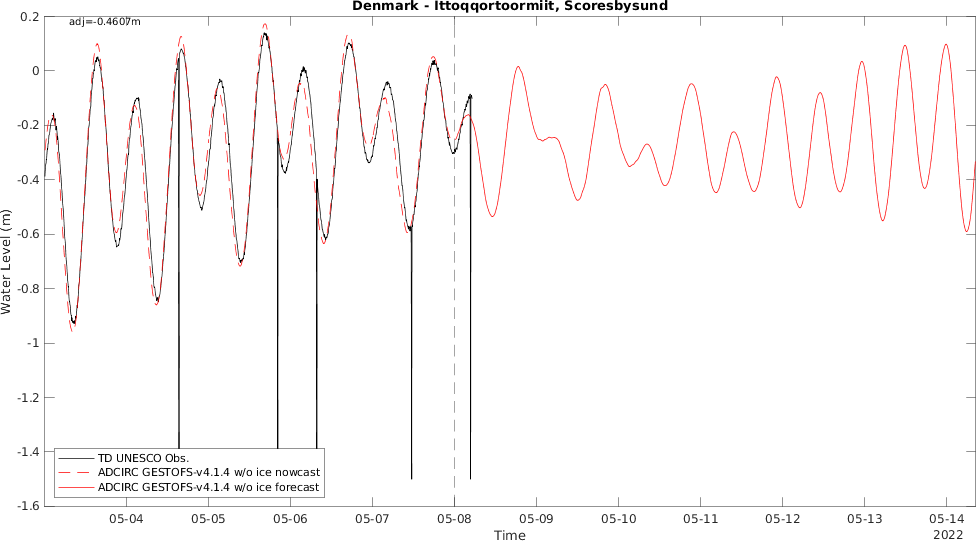 Denmark - Ittoqqortoormiit, Scoresbysund
adj=-0.4607m
0.2
0
-0.2
-0.4
-0.6
-0.8
-1
-1.2
-1.4
-1.6
Water Level (m)
TD UNESCO Obs.
ADCIRC GESTOFS-v4.1.4 w/o ice nowcast
ADCIRC GESTOFS-v4.1.4 w/o ice forecast
05-04 05-05 05-06 05-07 05-08 05-09 05-10 05-11 05-12 05-13 05-14
2022
Time